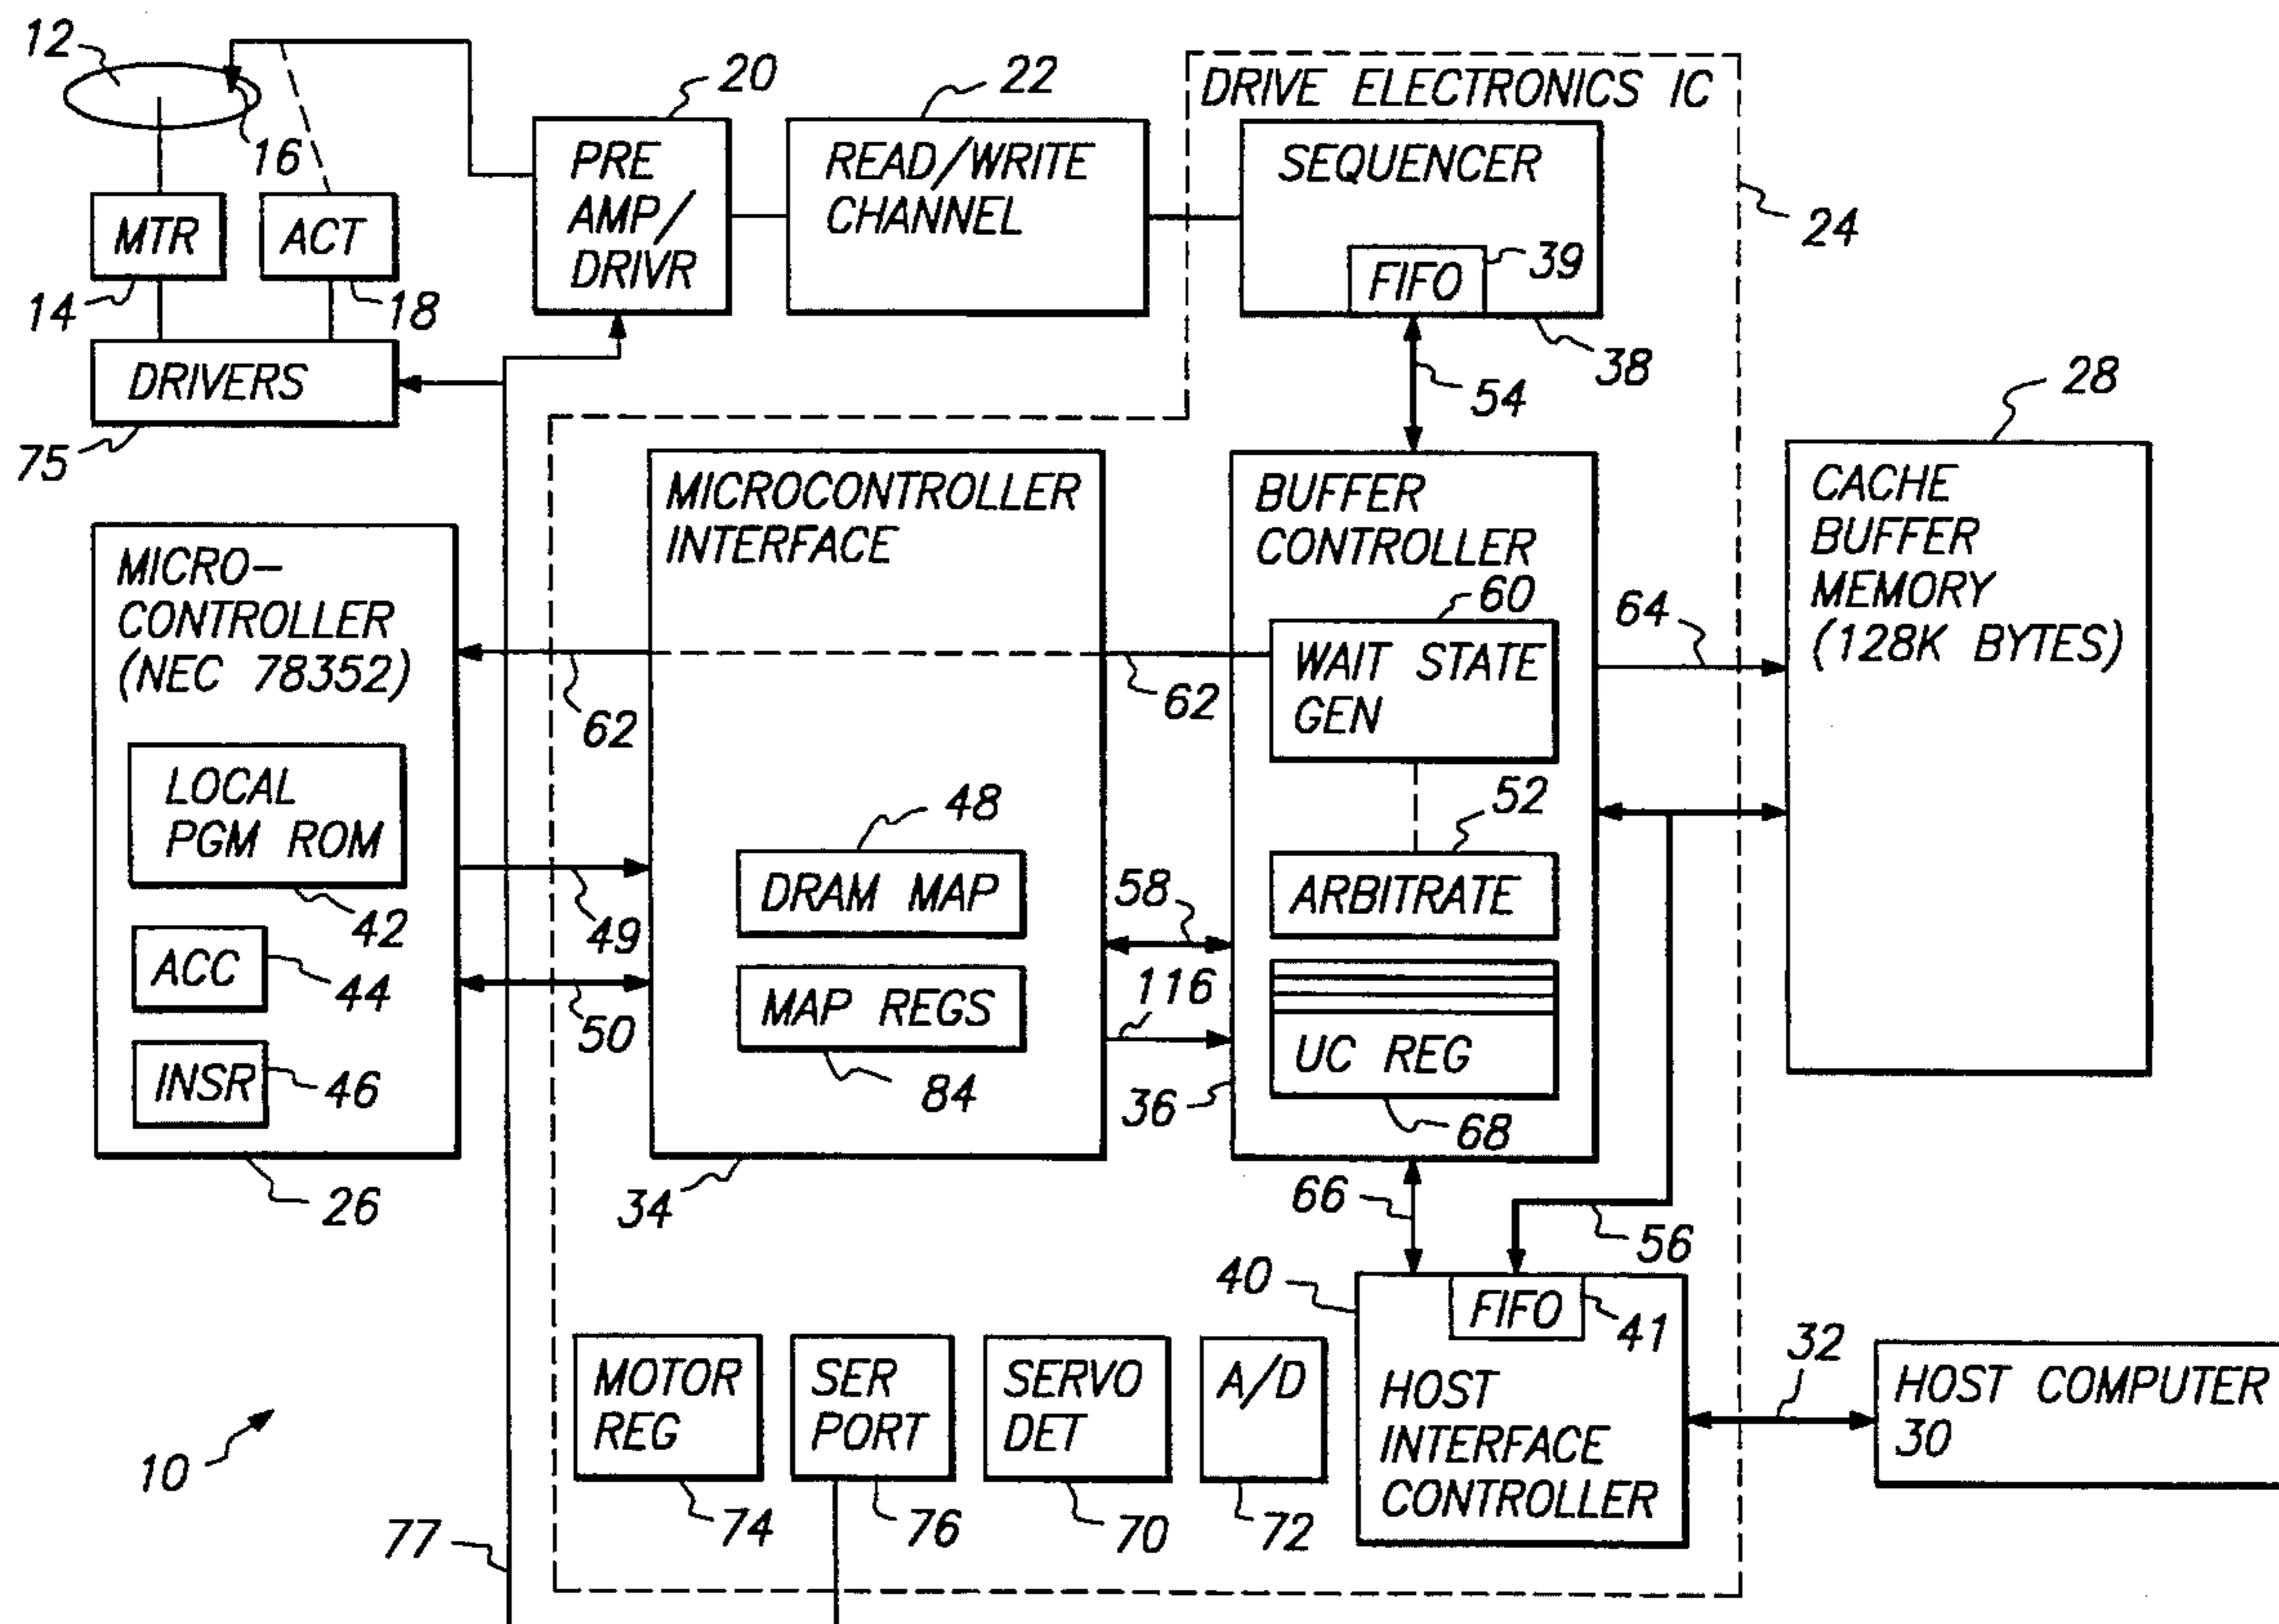 12
16
MTR
14
ACT
18
DRIVERS
75
20
PRE
AMP/
DRIVR
22
READ/WRITE
CHANNEL
DRIVE ELECTRONICS IC
24
SEQUENCER
FIFO
39
38
54
MICRO-
CONTROLLER
(NEC 78352)
LOCAL
PGM ROM
42
ACC
44
INSR
46
26
62
49
50
MICROCONTROLLER
INTERFACE
DRAM MAP
48
MAP REGS
84
34
62
58
116
36
BUFFER
CONTROLLER
60
WAIT STATE
GEN
52
ARBITRATE
UC REG
68
64
28
CACHE
BUFFER
MEMORY
(128K BYTES)
66
56
40
FIFO
41
HOST
INTERFACE
CONTROLLER
32
HOST COMPUTER
30
MOTOR
REG
74
SER
PORT
76
SERVO
DET
70
A/D
72
10
77